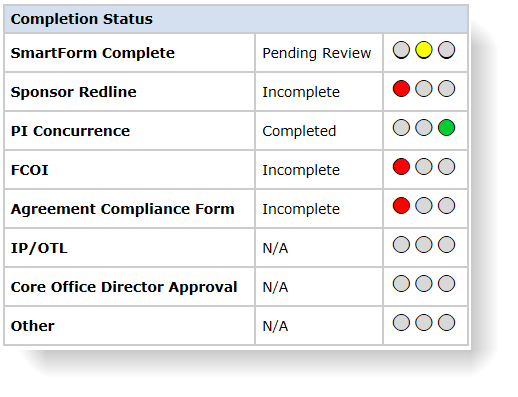 Completion Status
SmartForm Complete Pending Review
Sponsor Redline Incomplete
PI Concurrence Completed
FCOI Incomplete
Agreement Compliance Form Incomplete
IP/OTL N/A
Core Office Director Approval N/A
Other N/A